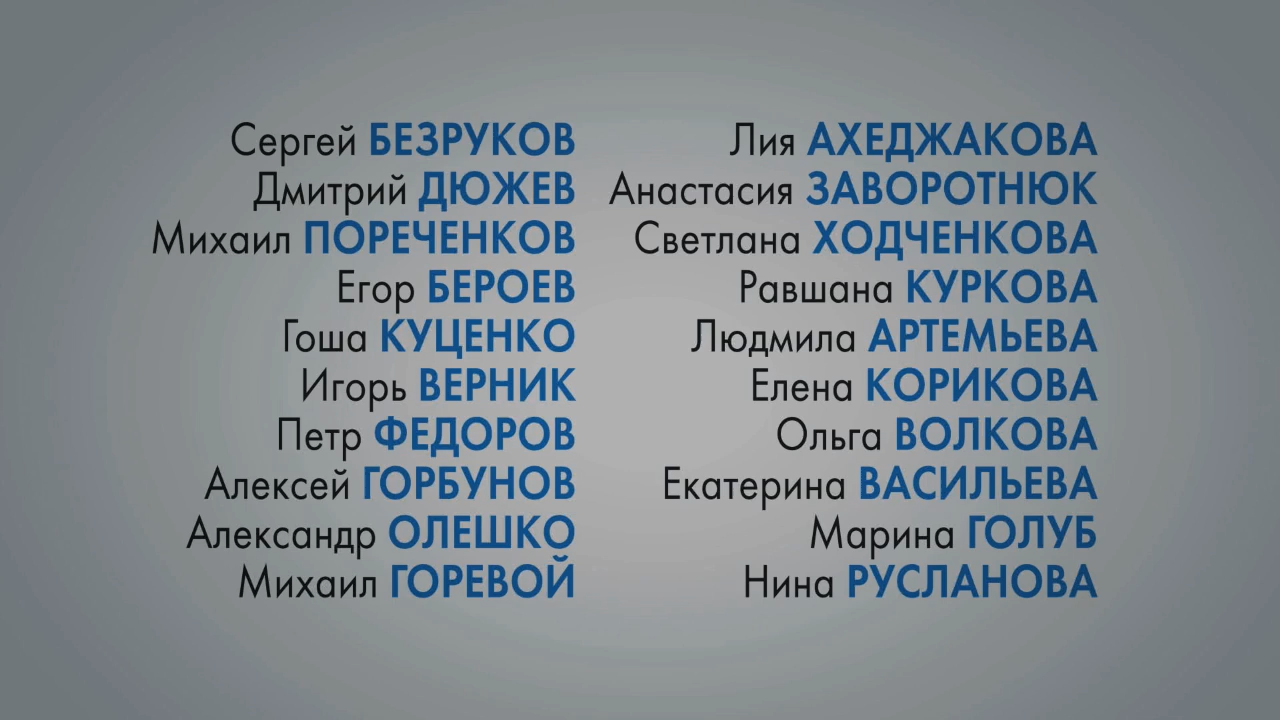 Сергей БЕЗРУКОВ
Дмитрий ДЮЖЕВ
Михаил ПОРЕЧЕНКОВ
Егор БЕРОЕВ
Гоша КУЦЕНКО
Игорь ВЕРНИК
Петр ФЕДОРОВ
Алексей ГОРБУНОВ
Александр ОЛЕШКО
Михаил ГОРЕВОЙ
Лия АХЕДЖАКОВА
Анастасия ЗАВОРОТНЮК
Светлана ХОДЧЕНКОВА
Равшана КУРКОВА
Людмила АРТЕМЬЕВА
Елена КОРИКОВА
Ольга ВОЛКОВА
Екатерина ВАСИЛЬЕВА
Марина ГОЛУБ
Нина РУСЛАНОВА